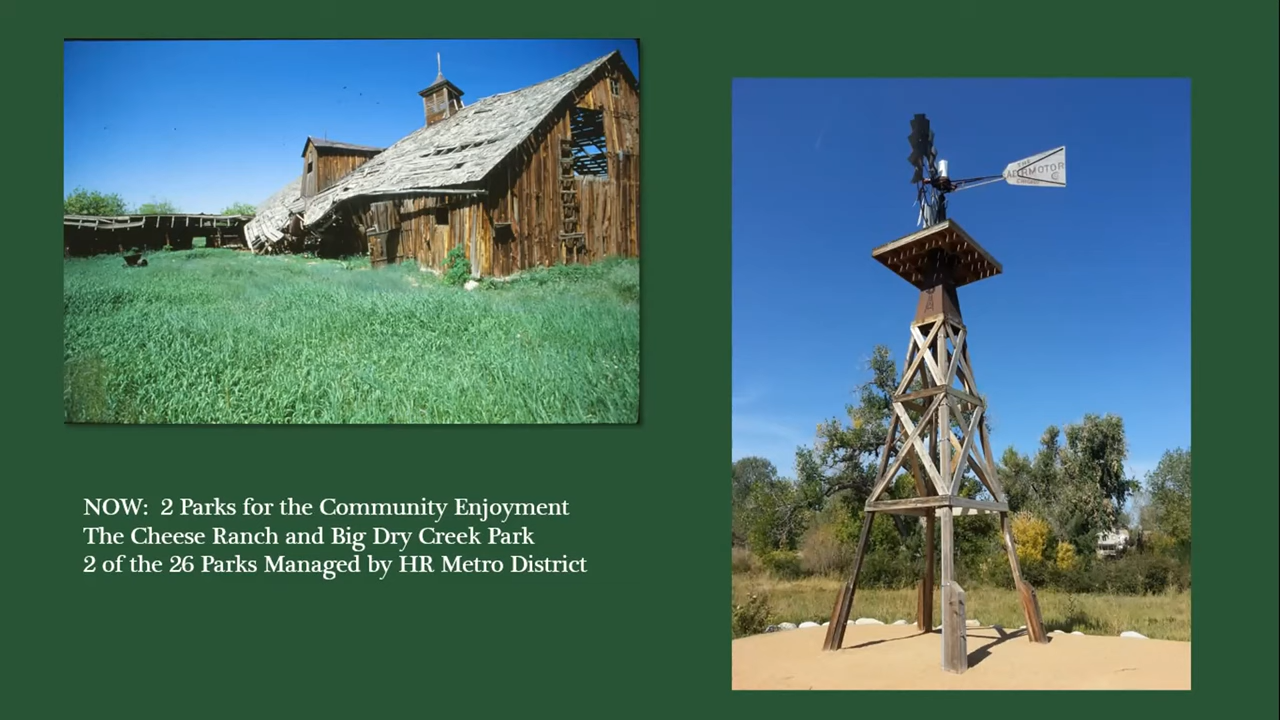 THE
AERMOTOR
NOW:  2 Parks for the Community Enjoyment
The Cheese Ranch and Big Dry Creek Park
2 of the 26 Parks Managed by HR Metro District